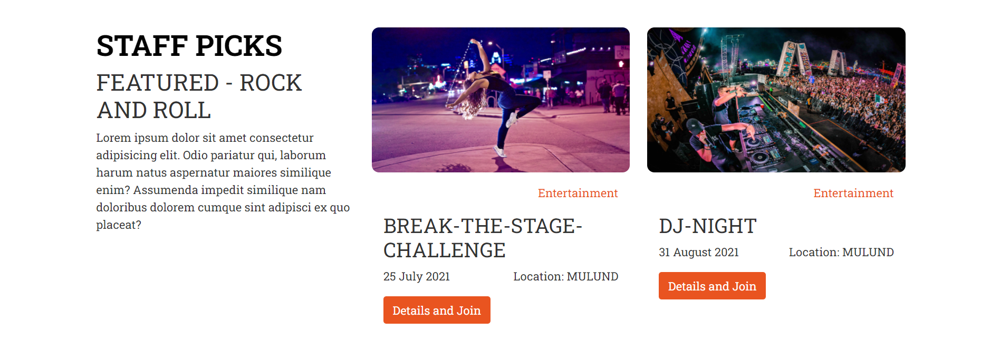 STAFF PICKS
FEATURED - ROCK
AND ROLL
Lorem ipsum dolor sit amet consectetur
adipisicing elit. Odio pariatur qui, laborum
harum natus aspernatur maiores similique
enim? Assumenda impedit similique nam
doloribus dolorem cumque sint adipisci ex quo
placeat?
Entertainment
BREAK-THE-STAGE-
CHALLENGE
25 July 2021 Location: MULUND
Details and Join
Entertainment
DJ-NIGHT
31 August 2021 Location: MULUND
Details and Join